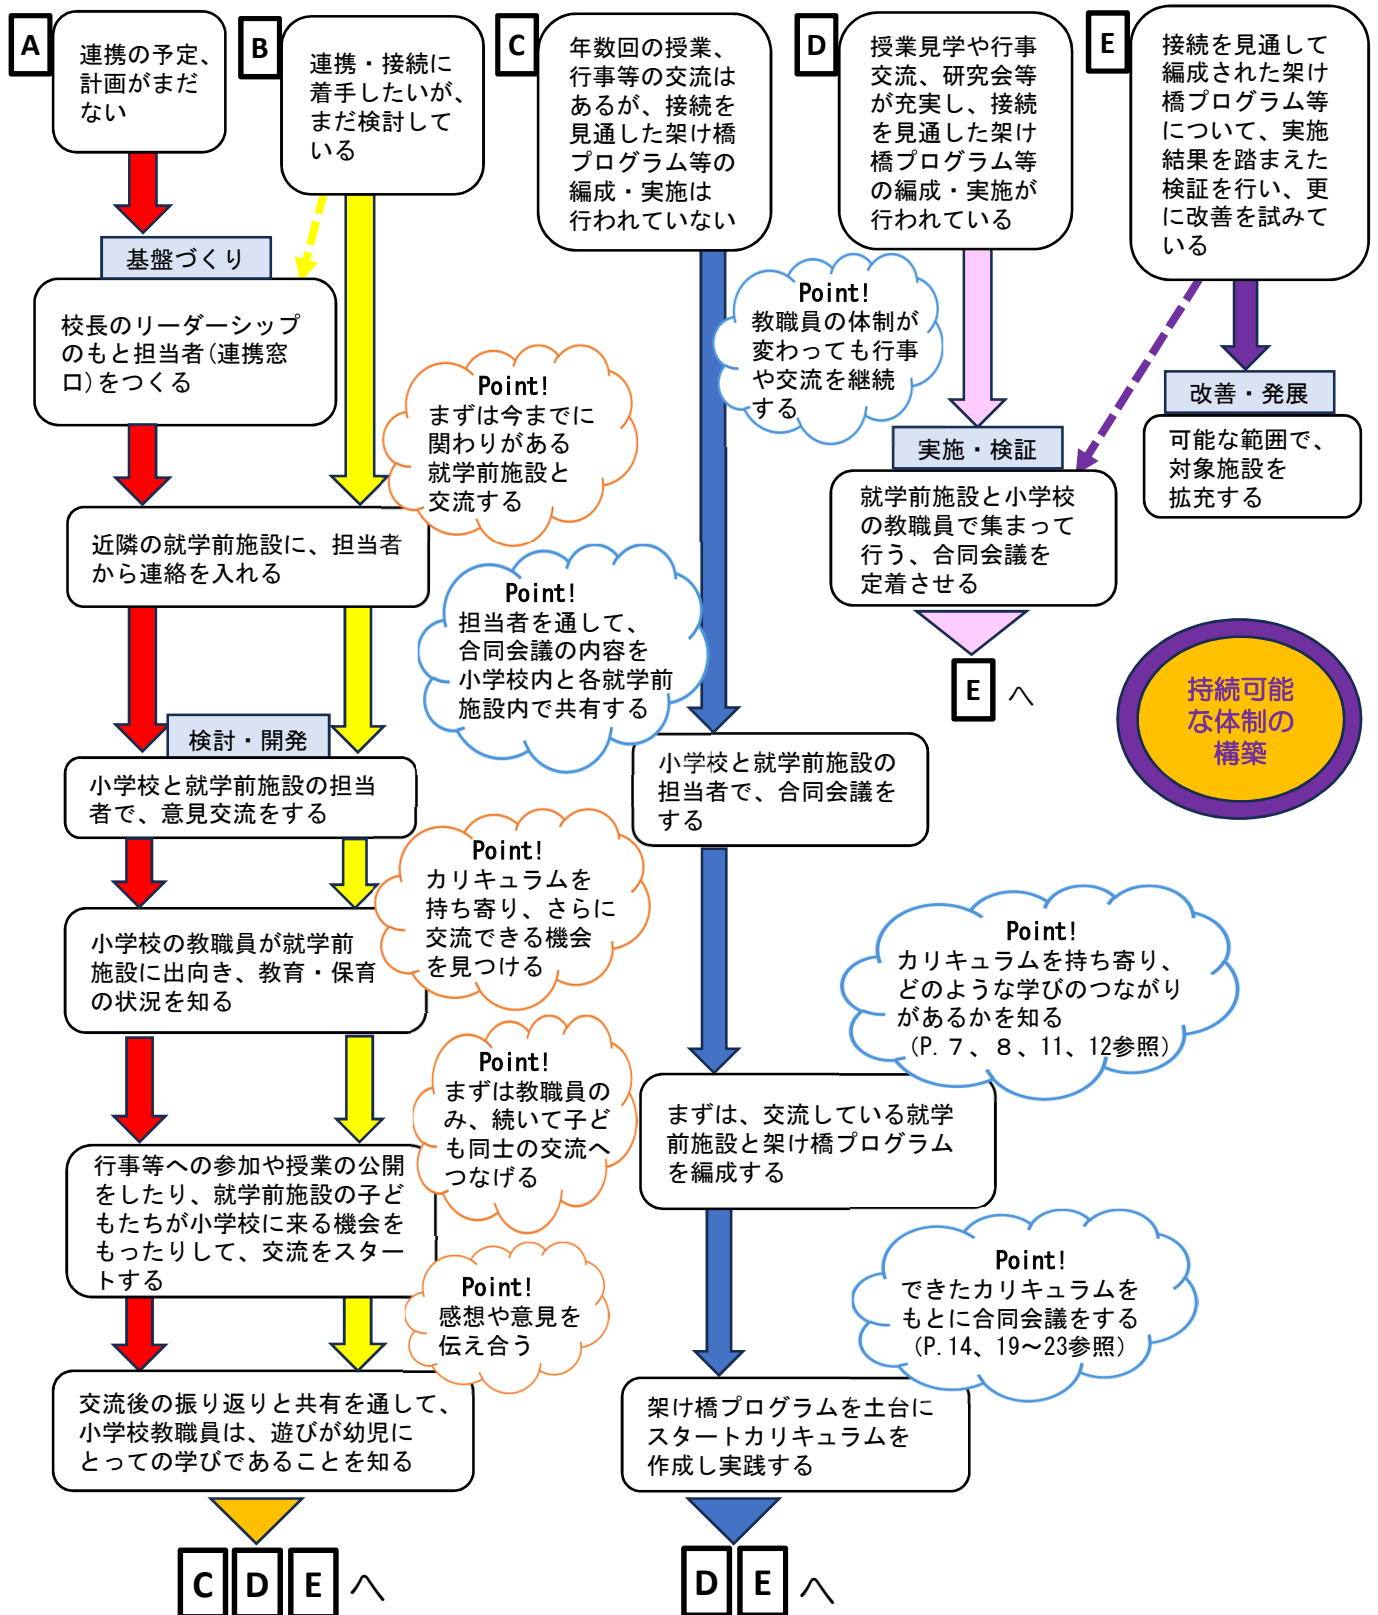 A
連携の予定、
計画がまだ
ない
B
連携・接続に
着手したいが、
まだ検討して
いる
C
年数回の授業、
行事等の交流は
あるが、接続を
見通した架け橋
プログラム等の
編成・実施は
行われていない
D
授業見学や行事
交流、研究会等
が充実し、接続
を見通した架け
橋プログラム等
の編成・実施が
行われている
E
接続を見通して
編成された架け
橋プログラム等
について、実施
結果を踏まえた
検証を行い、更
に改善を試みて
いる
基盤づくり
校長のリーダーシップ
のもと担当者(連携窓
口)をつくる
Point!
まずは今までに
関わりがある
就学前施設と
交流する
近隣の就学前施設に、担当者
から連絡を入れる
検討・開発
小学校と就学前施設の担当
者で、意見交流をする
Point!
カリキュラムを
持ち寄り、さらに
交流できる機会
を見つける
小学校の教職員が就学前
施設に出向き、教育・保育
の状況を知る
Point!
まずは教職員の
み、続いて子ど
も同士の交流へ
つなげる
行事等への参加や授業の公開
をしたり、就学前施設の子ど
もたちが小学校に来る機会を
もったりして、交流をスター
トする
Point!
感想や意見を
伝え合う
交流後の振り返りと共有を通して、
小学校教職員は、遊びが幼児に
とっての学びであることを知る
C D E へ
Point!
担当者を通して、
合同会議の内容を
小学校内と各就学前
施設内で共有する
小学校と就学前施設の
担当者で、合同会議を
する
Point!
カリキュラムを持ち寄り、
どのような学びのつながり
があるかを知る
(P.７、８、11、12参照)
まずは、交流している就学
前施設と架け橋プログラム
を編成する
Point!
できたカリキュラムを
もとに合同会議をする
(P.14、19～23参照)
架け橋プログラムを土台に
スタートカリキュラムを
作成し実践する
D E へ
Point!
教職員の体制が
変わっても行事
や交流を継続
する
実施・検証
就学前施設と小学校
の教職員で集まって
行う、合同会議を
定着させる
E へ
改善・発展
可能な範囲で、
対象施設を
拡充する
持続可能
な体制の
構築